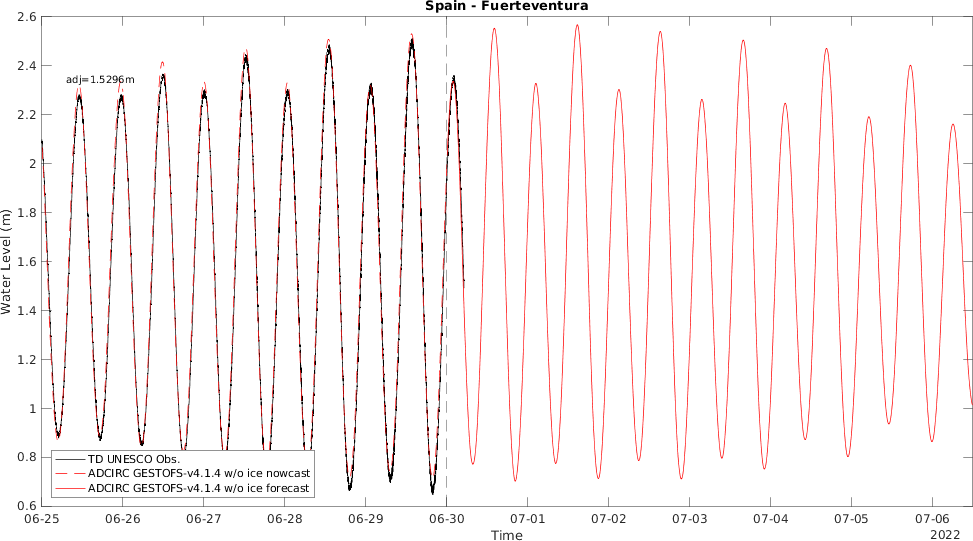 Spain - Fuerteventura
2.6
2.4
adj=1.5296m
2.2
2
1.8
1.6
1.4
1.2
1
0.8
0.6
Water Level (m)
TD UNESCO Obs.
ADCIRC GESTOFS-v4.1.4 w/o ice nowcast
ADCIRC GESTOFS-v4.1.4 w/o ice forecast
06-25 06-26 06-27 06-28 06-29 06-30 07-01 07-02 07-03 07-04 07-05 07-06
Time
2022